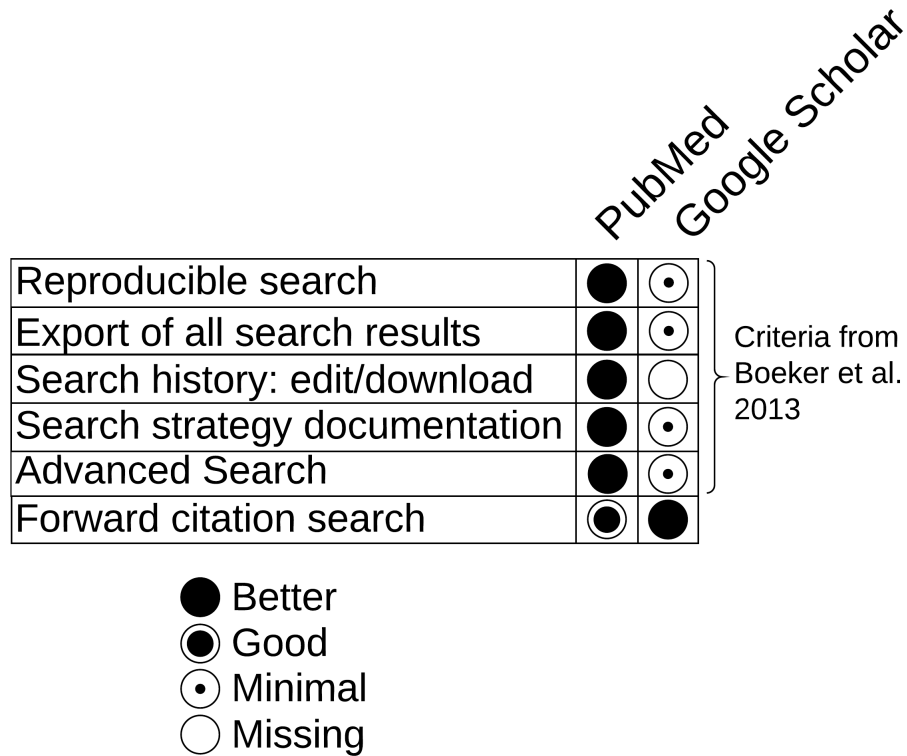 PubMed
Google Scholar
Reproducible search
Export of all search results
Search history: edit/download
Search strategy documentation
Advanced Search
Forward citation search
Criteria from
Boeker et al.
2013
Better
Good
Minimal
Missing